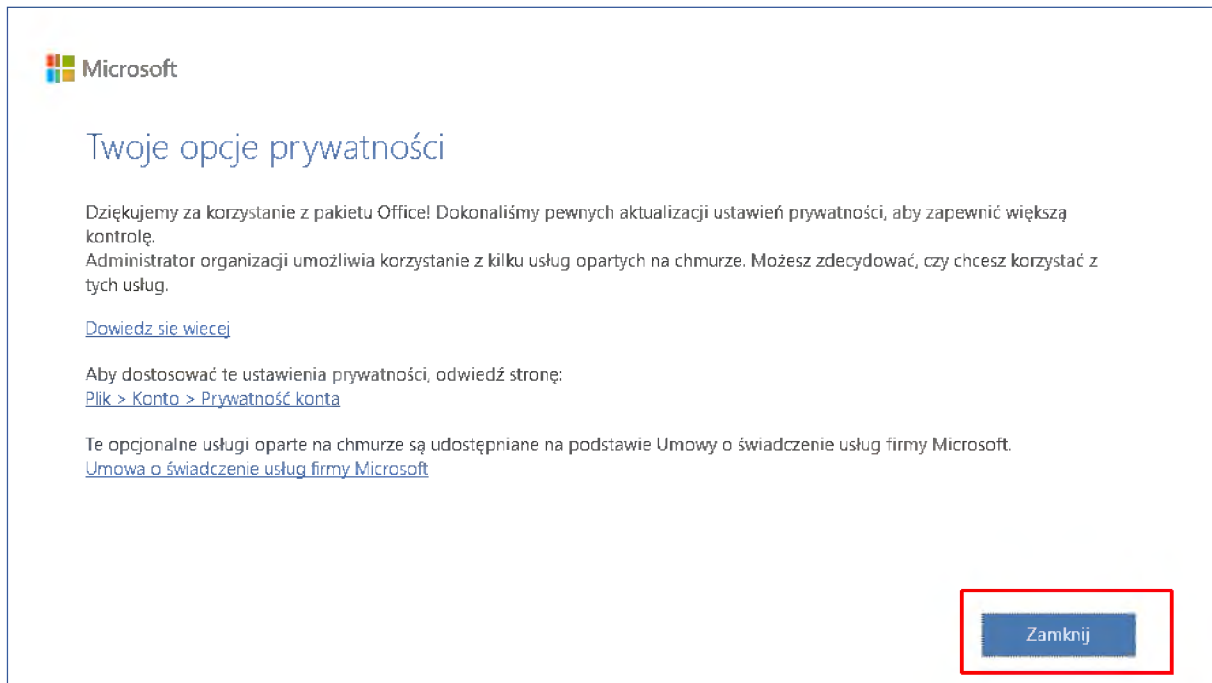 Microsoft
Twoje opcje prywatności
Dziękujemy za korzystanie z pakietu Office! Dokonaliśmy pewnych aktualizacji ustawień prywatności, aby zapewnić większą
kontrolę.
Administrator organizacji umożliwia korzystanie z kilku usług opartych na chmurze. Możesz zdecydować, czy chcesz korzystać z
tych usług.
Dowiedz sie wiecej
Aby dostosować te ustawienia prywatności, odwiedź stronę:
Plik > Konto > Prywatność konta
Te opcjonalne usługi oparte na chmurze są udostępniane na podstawie Umowy o świadczenie usług firmy Microsoft.
Umowa o świadczenie usług firmy Microsoft
Zamknij